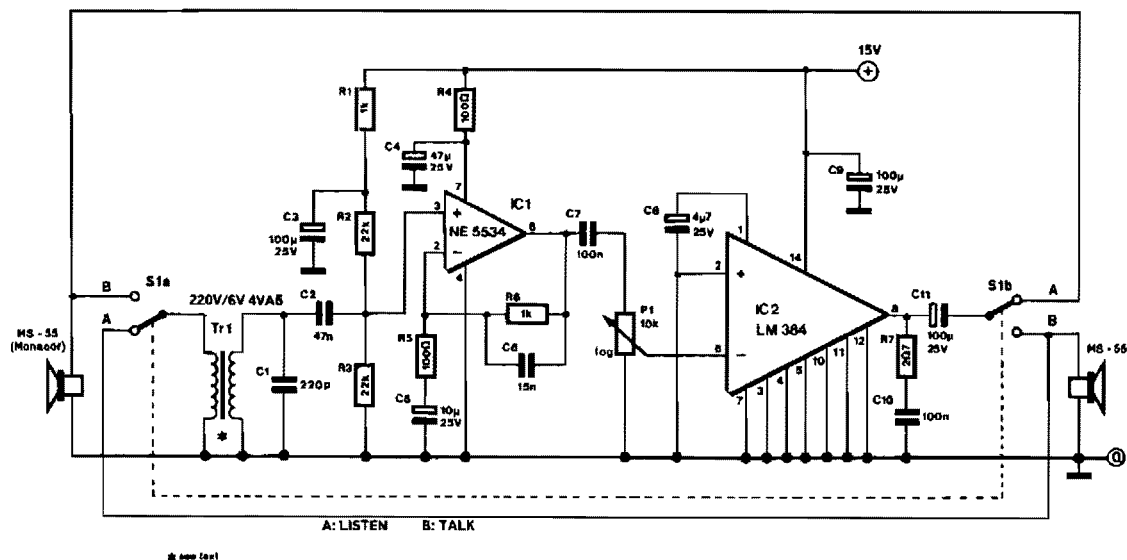 15V
+
R1
1k
R4
100Ω
C4
47µ
25V
C3
100µ
25V
R2
22k
7
3
+
IC1
NE 5534
6
2
−
4
C7
100n
C9
100µ
25V
C6
4µ7
25V
1
2
+
14
IC2
LM 384
8
6
−
7
3
4
5
10
11
12
B
S1a
A
MS - 55
(Monacor)
220V/6V 4VA5
Tr1
*
C1
220p
C2
47n
R3
22k
R5
100Ω
C5
10µ
25V
R6
1k
C8
15n
P1
10k
log
C11
100µ
25V
R7
2Ω7
C10
100n
S1b
A
B
MS - 55
A: LISTEN B: TALK
* see text